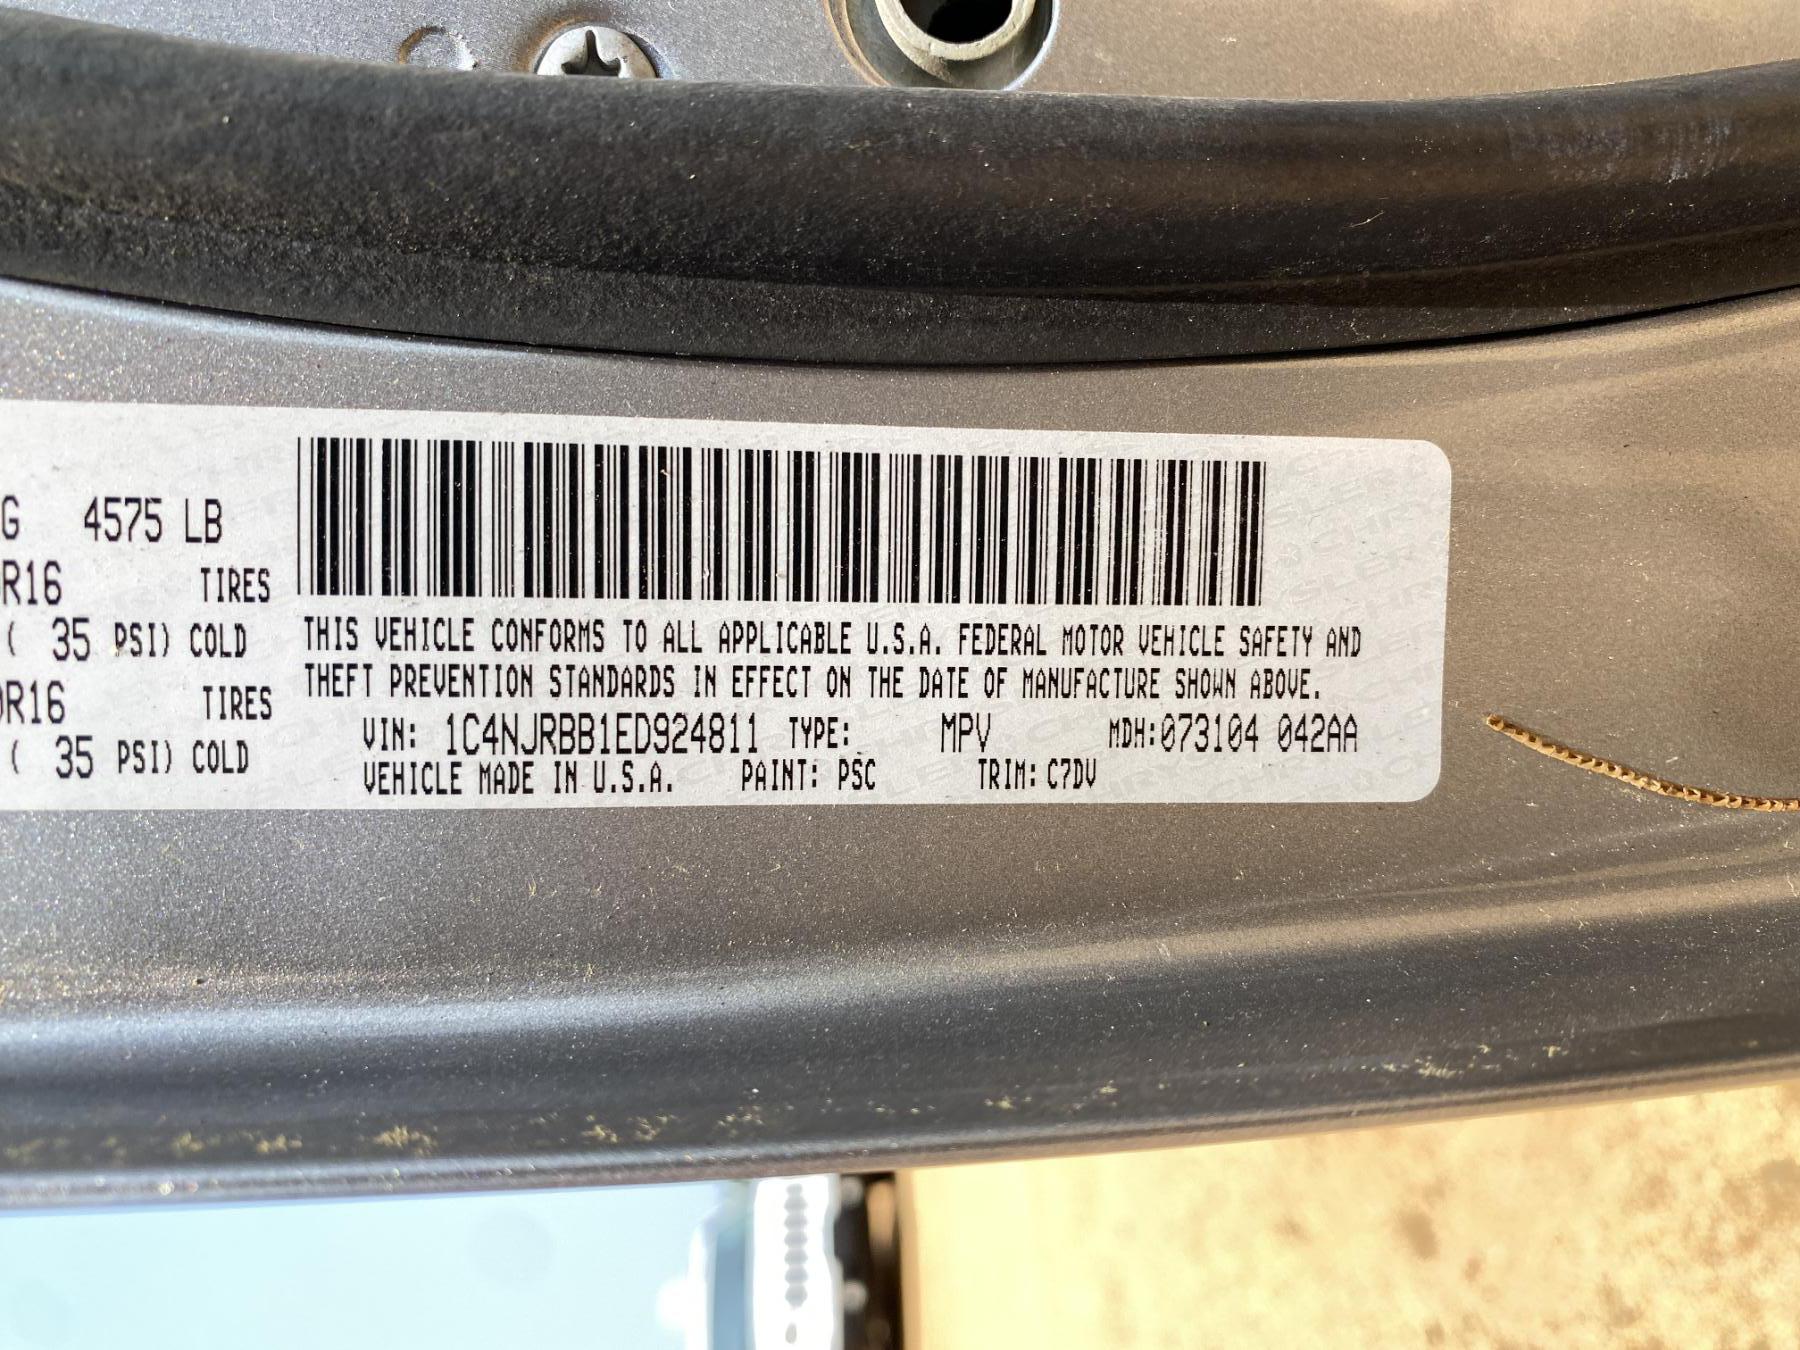 G 4575 LB
R16 TIRES
( 35 PSI) COLD
R16 TIRES
( 35 PSI) COLD
THIS VEHICLE CONFORMS TO ALL APPLICABLE U.S.A. FEDERAL MOTOR VEHICLE SAFETY AND
THEFT PREVENTION STANDARDS IN EFFECT ON THE DATE OF MANUFACTURE SHOWN ABOVE.
VIN: 1C4NJRBB1ED924811 TYPE: MPV MDH:073104 042AA
VEHICLE MADE IN U.S.A. PAINT: PSC TRIM: C7DV